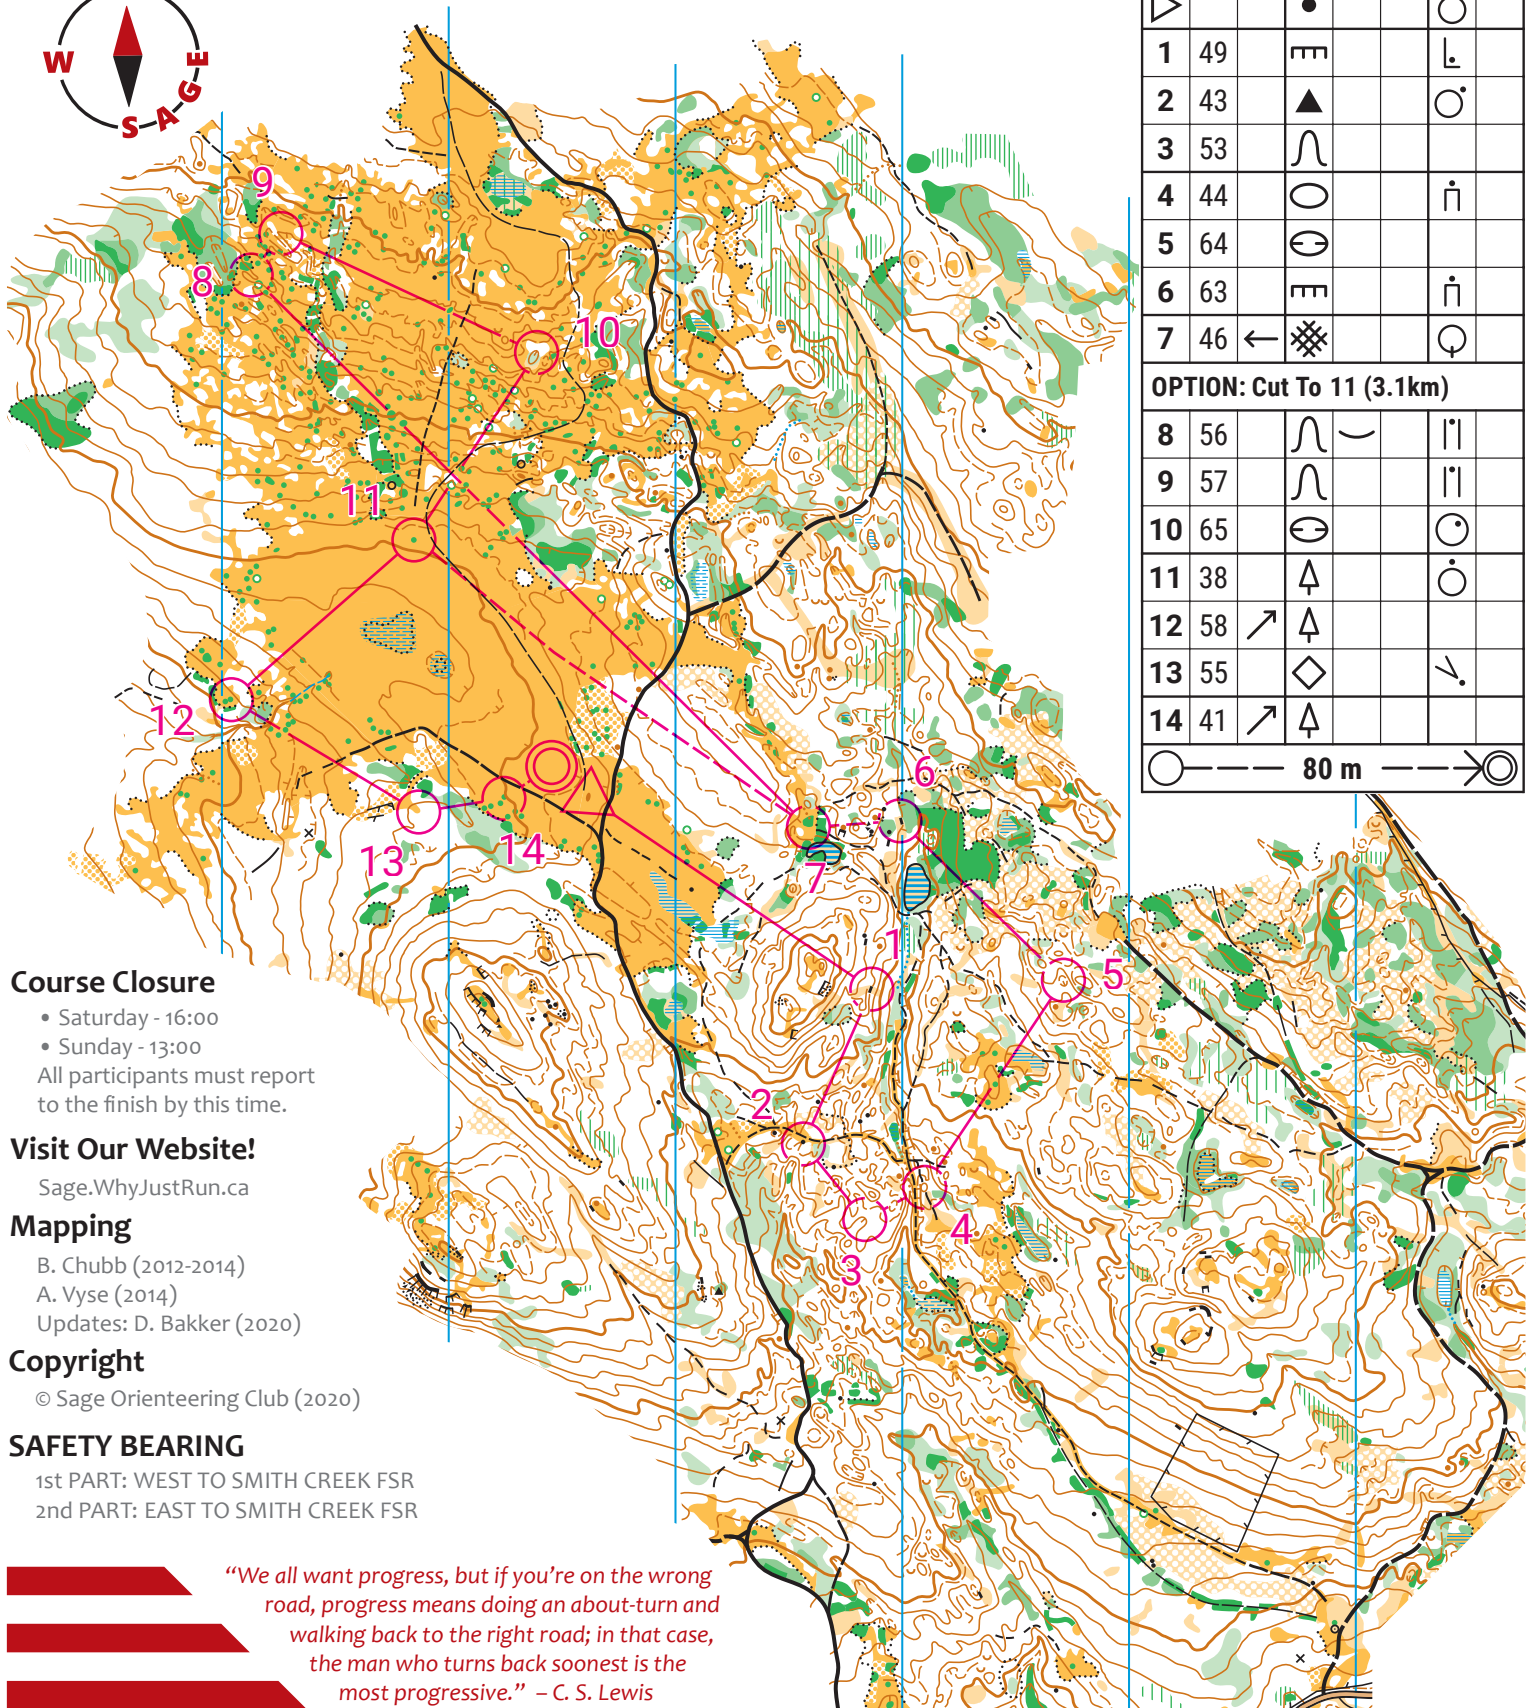 W
S A G E
1 49
2 43
3 53
4 44
5 64
6 63
7 46
OPTION: Cut To 11 (3.1km)
8 56
9 57
10 65
11 38
12 58
13 55
14 41
80 m
9
8
10
11
12
13
14
6
7
1
5
2
4
3
Course Closure
• Saturday - 16:00
• Sunday - 13:00
All participants must report
to the finish by this time.
Visit Our Website!
Sage.WhyJustRun.ca
Mapping
B. Chubb (2012-2014)
A. Vyse (2014)
Updates: D. Bakker (2020)
Copyright
© Sage Orienteering Club (2020)
SAFETY BEARING
1st PART: WEST TO SMITH CREEK FSR
2nd PART: EAST TO SMITH CREEK FSR
“We all want progress, but if you’re on the wrong
road, progress means doing an about-turn and
walking back to the right road; in that case,
the man who turns back soonest is the
most progressive.” – C. S. Lewis